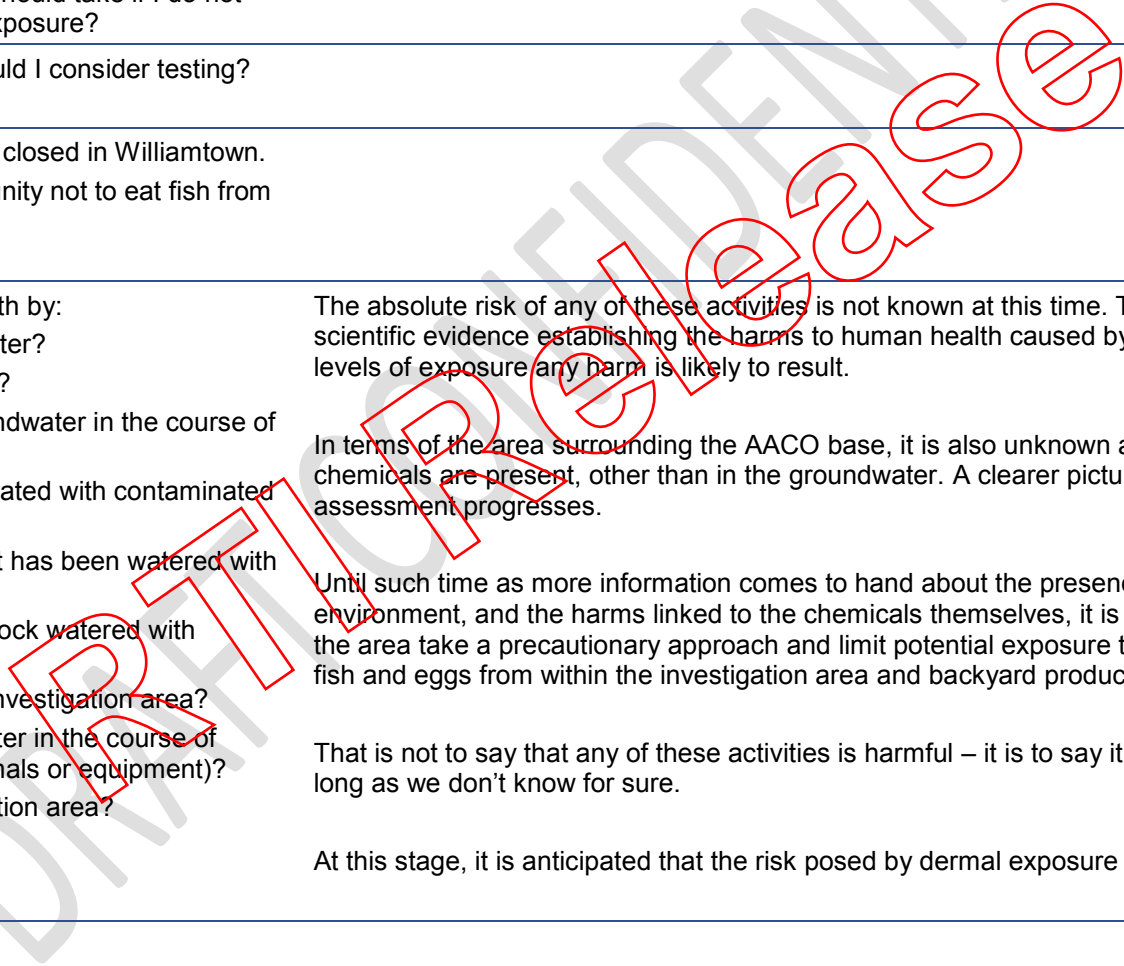 hould take if I do not
xposure?
uld I consider testing?
closed in Williamtown.
nity not to eat fish from
th by:
ter?
?
ndwater in the course of
ated with contaminated
t has been watered with
ock watered with
nvestigation area?
ter in the course of
nals or equipment)?
tion area?
The absolute risk of any of these activities is not known at this time. T
scientific evidence establishing the harms to human health caused by
levels of exposure any harm is likely to result.
In terms of the area surrounding the AACO base, it is also unknown a
chemicals are present, other than in the groundwater. A clearer pictu
assessment progresses.
Until such time as more information comes to hand about the presenc
environment, and the harms linked to the chemicals themselves, it is
the area take a precautionary approach and limit potential exposure t
fish and eggs from within the investigation area and backyard produc
That is not to say that any of these activities is harmful – it is to say it
long as we don't know for sure.
At this stage, it is anticipated that the risk posed by dermal exposure
RTI Release
DRAFT CONFIDENT